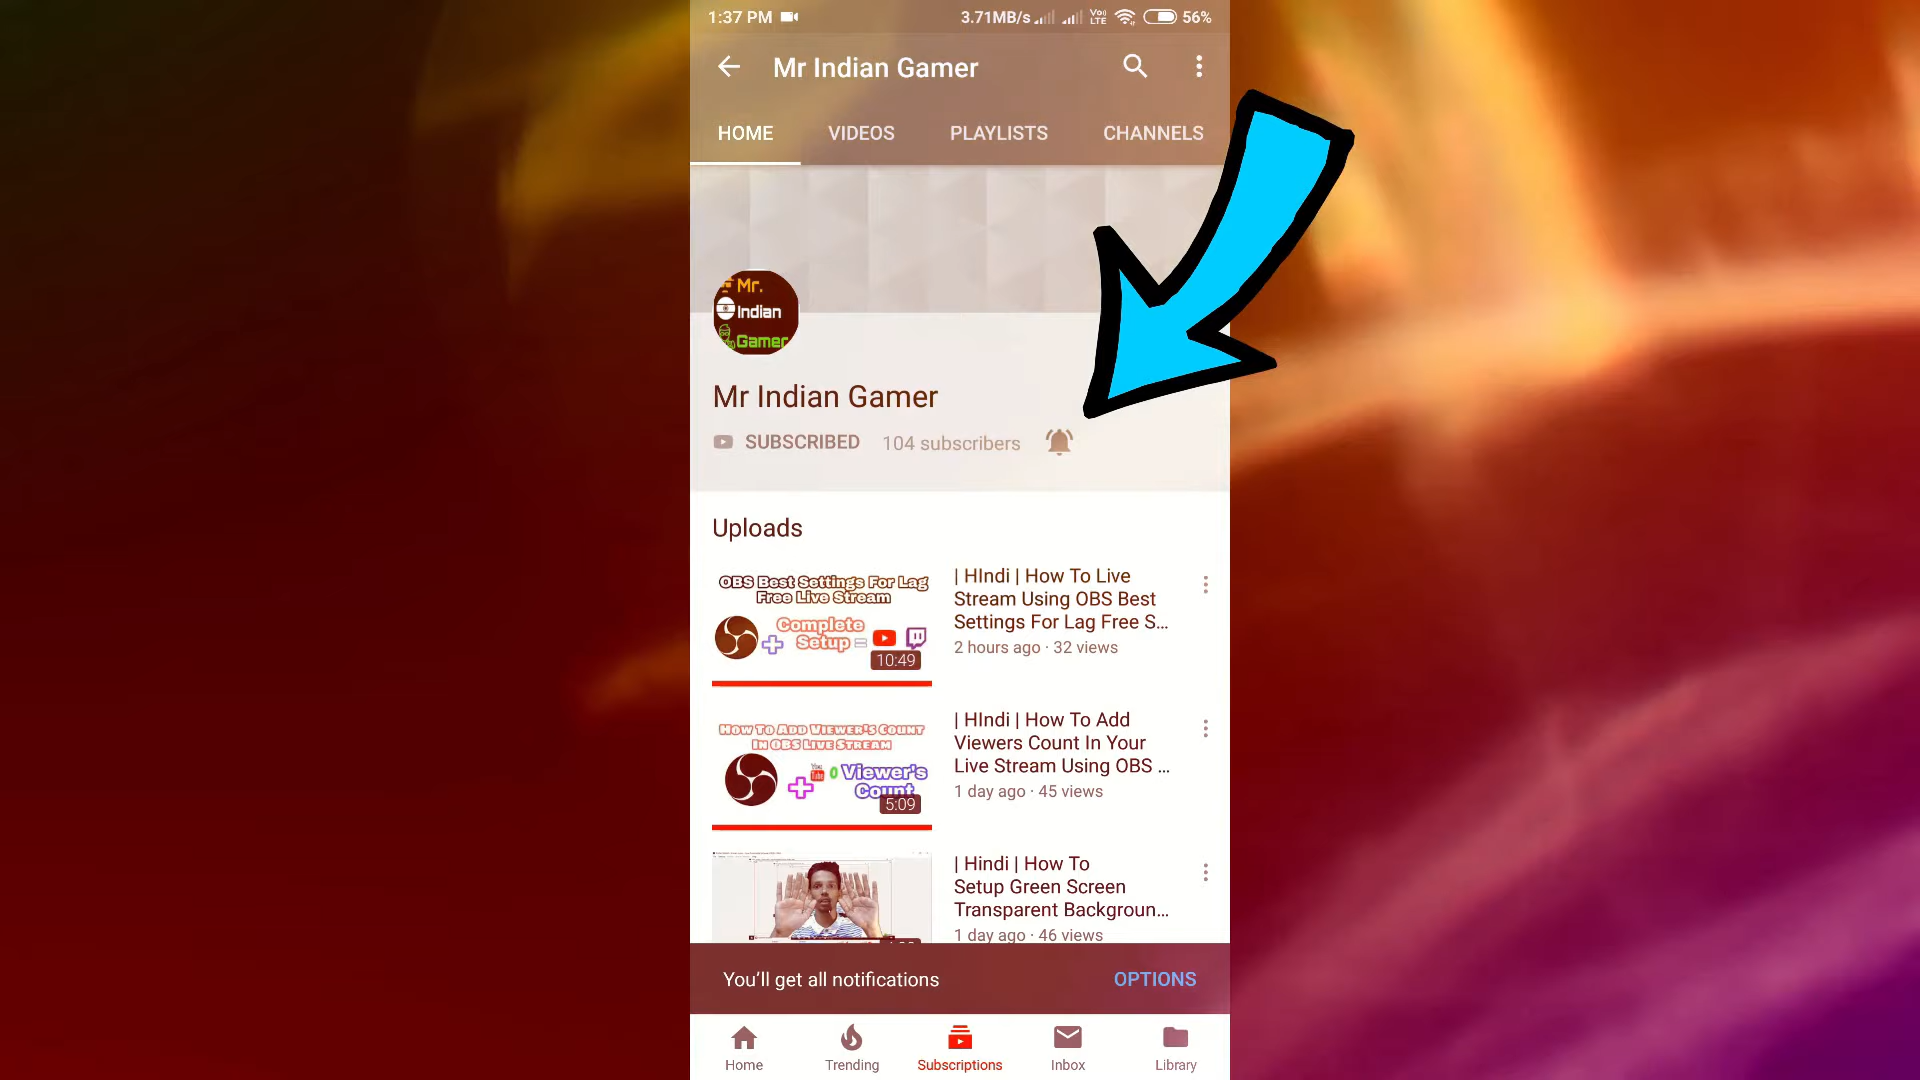 1:37 PM
3.71MB/s
VoI LTE
56%
Mr Indian Gamer
HOME VIDEOS PLAYLISTS CHANNELS
Mr.
Indian
Gamer
Mr Indian Gamer
SUBSCRIBED 104 subscribers
Uploads
OBS Best Settings For Lag
Free Live Stream
Complete
Setup =
10:49
| HIndi | How To Live
Stream Using OBS Best
Settings For Lag Free S...
2 hours ago · 32 views
How To Add Viewer's Count
In OBS Live Stream
You
Tube
0 Viewer's
Count
5:09
| HIndi | How To Add
Viewers Count In Your
Live Stream Using OBS ...
1 day ago · 45 views
| Hindi | How To
Setup Green Screen
Transparent Backgroun...
1 day ago · 46 views
You'll get all notifications OPTIONS
Home Trending Subscriptions Inbox Library